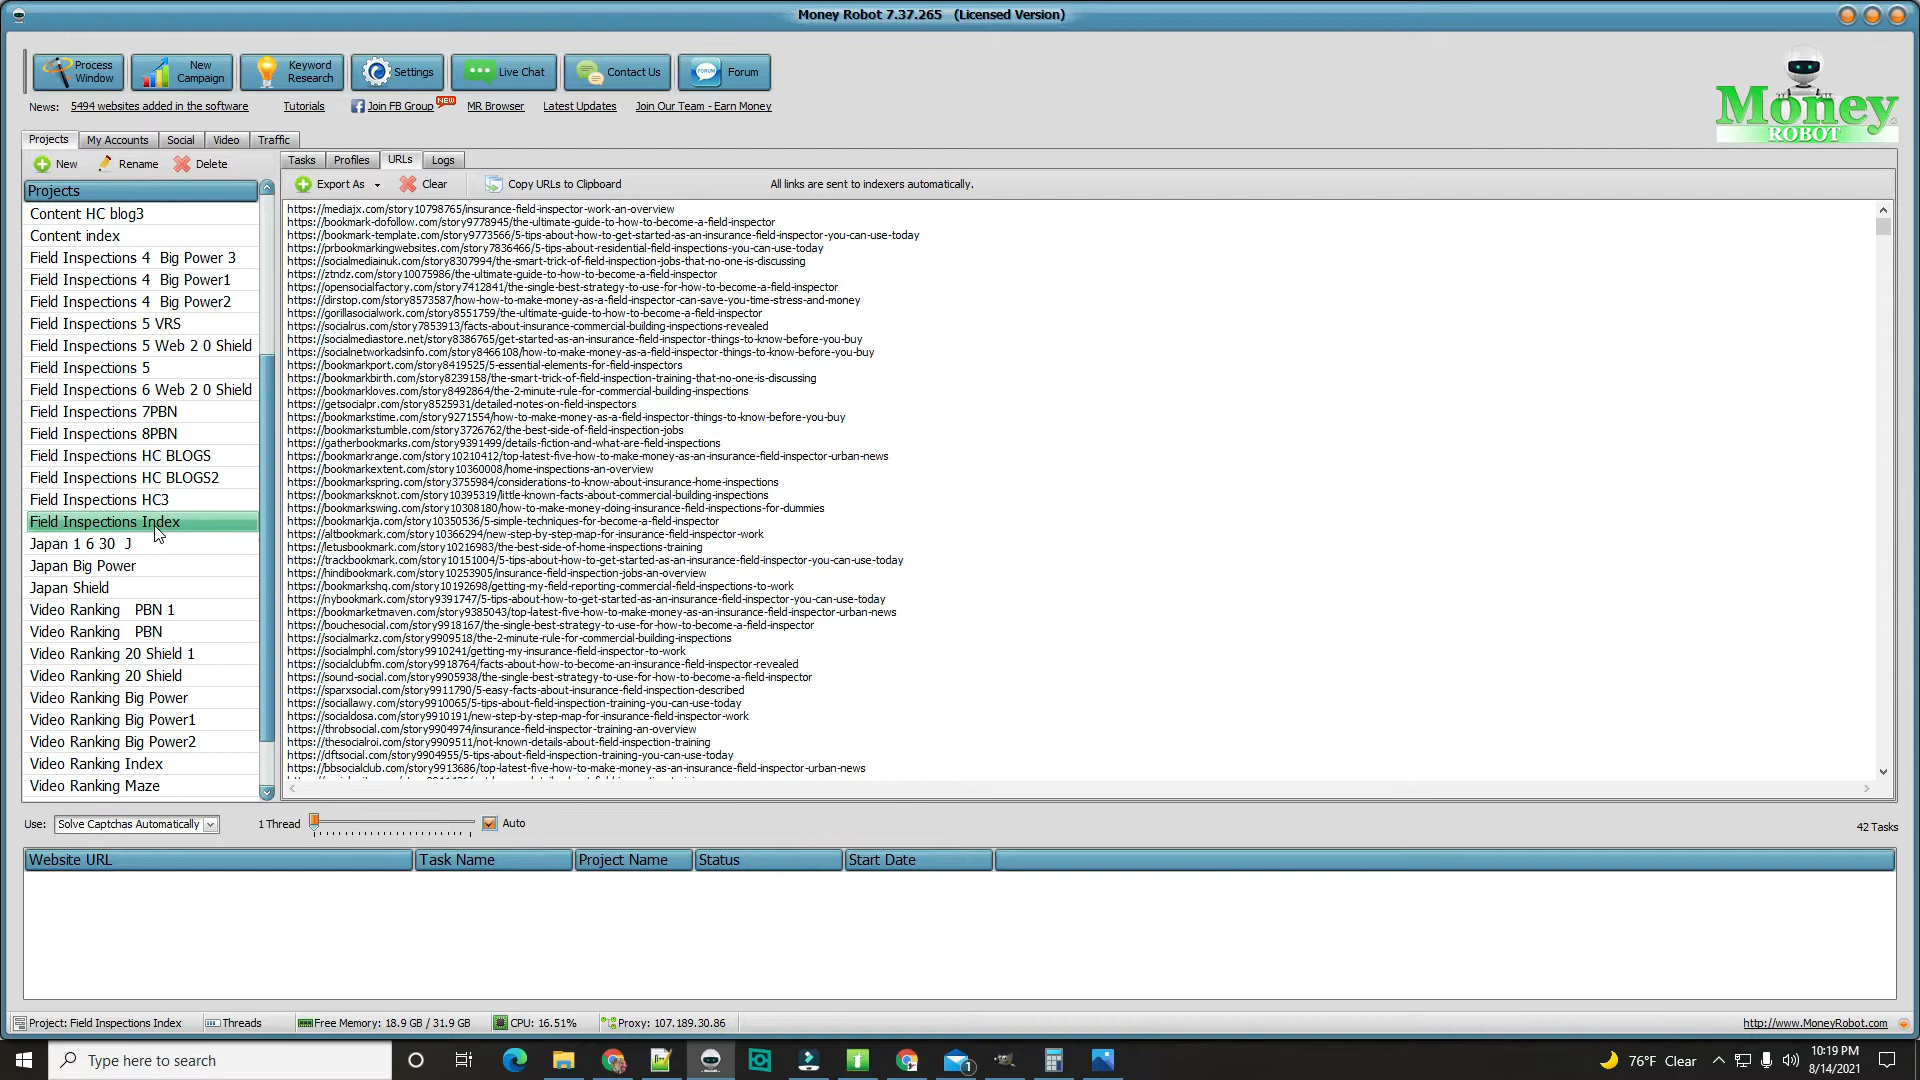 Money Robot 7.37.265 (Licensed Version)
Process Window
New Campaign
Keyword Research
Settings
Live Chat
Contact Us
FORUM
Forum
News:
5494 websites added in the software
Tutorials
Join FB Group
NEW
MR Browser
Latest Updates
Join Our Team - Earn Money
Money
ROBOT
Projects
My Accounts
Social
Video
Traffic
New
Rename
Delete
Projects
Content HC blog3
Content index
Field Inspections 4 Big Power 3
Field Inspections 4 Big Power1
Field Inspections 4 Big Power2
Field Inspections 5 VRS
Field Inspections 5 Web 2 0 Shield
Field Inspections 5
Field Inspections 6 Web 2 0 Shield
Field Inspections 7PBN
Field Inspections 8PBN
Field Inspections HC BLOGS
Field Inspections HC BLOGS2
Field Inspections HC3
Field Inspections Index
Japan 1 6 30 J
Japan Big Power
Japan Shield
Video Ranking PBN 1
Video Ranking PBN
Video Ranking 20 Shield 1
Video Ranking 20 Shield
Video Ranking Big Power
Video Ranking Big Power1
Video Ranking Big Power2
Video Ranking Index
Video Ranking Maze
Tasks
Profiles
URLs
Logs
Export As
Clear
Copy URLs to Clipboard
All links are sent to indexers automatically.
https://mediajx.com/story10798765/insurance-field-inspector-work-an-overview
https://bookmark-dofollow.com/story9778945/the-ultimate-guide-to-how-to-become-a-field-inspector
https://bookmark-template.com/story9773566/5-tips-about-how-to-get-started-as-an-insurance-field-inspector-you-can-use-today
https://prbookmarkingwebsites.com/story7836466/5-tips-about-residential-field-inspections-you-can-use-today
https://socialmediainuk.com/story8307994/the-smart-trick-of-field-inspection-jobs-that-no-one-is-discussing
https://ztndz.com/story10075986/the-ultimate-guide-to-how-to-become-a-field-inspector
https://opensocialfactory.com/story7412841/the-single-best-strategy-to-use-for-how-to-become-a-field-inspector
https://dirstop.com/story8573587/how-how-to-make-money-as-a-field-inspector-can-save-you-time-stress-and-money
https://gorillasocialwork.com/story8551759/the-ultimate-guide-to-how-to-become-a-field-inspector
https://socialrus.com/story7853913/facts-about-insurance-commercial-building-inspections-revealed
https://socialmediastore.net/story8386765/get-started-as-an-insurance-field-inspector-things-to-know-before-you-buy
https://socialnetworkadsinfo.com/story8466108/how-to-make-money-as-a-field-inspector-things-to-know-before-you-buy
https://bookmarkport.com/story8419525/5-essential-elements-for-field-inspectors
https://bookmarkbirth.com/story8239158/the-smart-trick-of-field-inspection-training-that-no-one-is-discussing
https://bookmarkloves.com/story8492864/the-2-minute-rule-for-commercial-building-inspections
https://getsocialpr.com/story8525931/detailed-notes-on-field-inspectors
https://bookmarkstime.com/story9271554/how-to-make-money-as-a-field-inspector-things-to-know-before-you-buy
https://bookmarkstumble.com/story3726762/the-best-side-of-field-inspection-jobs
https://gatherbookmarks.com/story9391499/details-fiction-and-what-are-field-inspections
https://bookmarkrange.com/story10210412/top-latest-five-how-to-make-money-as-an-insurance-field-inspector-urban-news
https://bookmarkextent.com/story10360008/home-inspections-an-overview
https://bookmarkspring.com/story3755984/considerations-to-know-about-insurance-home-inspections
https://bookmarksknot.com/story10395319/little-known-facts-about-commercial-building-inspections
https://bookmarkswing.com/story10308180/how-to-make-money-doing-insurance-field-inspections-for-dummies
https://bookmarkja.com/story10350536/5-simple-techniques-for-become-a-field-inspector
https://altbookmark.com/story10366294/new-step-by-step-map-for-insurance-field-inspector-work
https://letusbookmark.com/story10216983/the-best-side-of-home-inspections-training
https://trackbookmark.com/story10151004/5-tips-about-how-to-get-started-as-an-insurance-field-inspector-you-can-use-today
https://hindibookmark.com/story10253905/insurance-field-inspection-jobs-an-overview
https://bookmarkshq.com/story10192698/getting-my-field-reporting-commercial-field-inspections-to-work
https://nybookmark.com/story9391747/5-tips-about-how-to-get-started-as-an-insurance-field-inspector-you-can-use-today
https://bookmarketmaven.com/story9385043/top-latest-five-how-to-make-money-as-an-insurance-field-inspector-urban-news
https://bouchesocial.com/story9918167/the-single-best-strategy-to-use-for-how-to-become-a-field-inspector
https://socialmarkz.com/story9909518/the-2-minute-rule-for-commercial-building-inspections
https://socialmphl.com/story9910241/getting-my-insurance-field-inspector-to-work
https://socialclubfm.com/story9918764/facts-about-how-to-become-an-insurance-field-inspector-revealed
https://sound-social.com/story9905938/the-single-best-strategy-to-use-for-how-to-become-a-field-inspector
https://sparxsocial.com/story9911790/5-easy-facts-about-insurance-field-inspection-described
https://sociallawy.com/story9910065/5-tips-about-field-inspection-training-you-can-use-today
https://socialdosa.com/story9910191/new-step-by-step-map-for-insurance-field-inspector-work
https://throbsocial.com/story9904974/insurance-field-inspector-training-an-overview
https://thesocialroi.com/story9909511/not-known-details-about-field-inspection-training
https://dftsocial.com/story9904955/5-tips-about-field-inspection-training-you-can-use-today
https://bbsocialclub.com/story9913686/top-latest-five-how-to-make-money-as-an-insurance-field-inspector-urban-news
Use:
Solve Captchas Automatically
1 Thread
Auto
42 Tasks
Website URL
Task Name
Project Name
Status
Start Date
Project: Field Inspections Index
Threads
Free Memory: 18.9 GB / 31.9 GB
CPU: 16.51%
Proxy: 107.189.30.86
http://www.MoneyRobot.com
Type here to search
1
76°F Clear
10:19 PM
8/14/2021